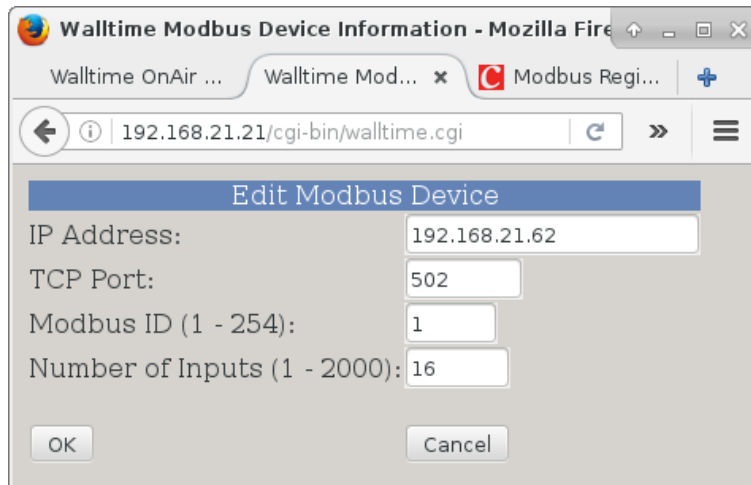 Walltime Modbus Device Information - Mozilla Fire
Walltime OnAir ... Walltime Mod... Modbus Regi...
192.168.21.21/cgi-bin/walltime.cgi
Edit Modbus Device
IP Address: 192.168.21.62
TCP Port: 502
Modbus ID (1 - 254): 1
Number of Inputs (1 - 2000): 16
OK Cancel